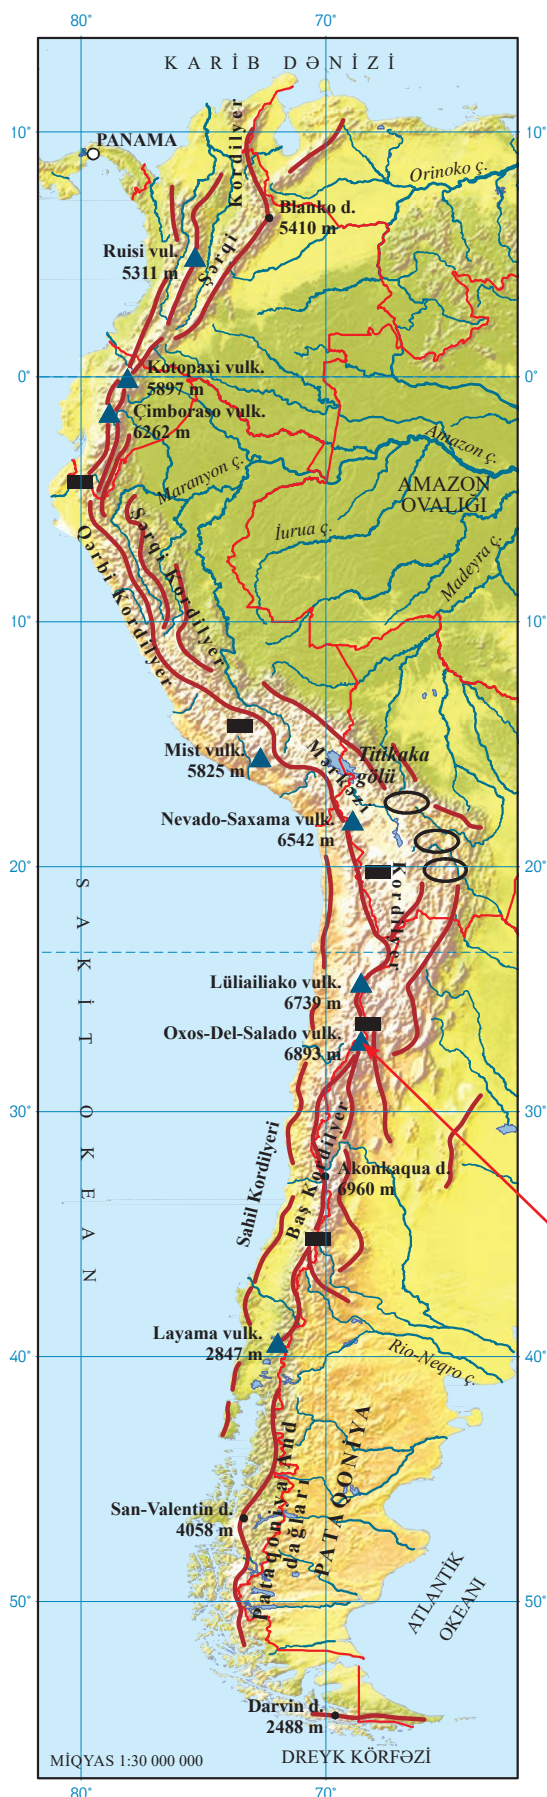 80°
70°
KARİB DƏNİZİ
10°
10°
PANAMA
Orinoko ç.
Kordilyer
Şərqi
Blanko d.
5410 m
Ruisi vul.
5311 m
0°
0°
Kotopaxi vulk.
5897 m
Çimboraso vulk.
6262 m
Amazon ç.
Maranyon ç.
AMAZON
OVALIĞI
İurua ç.
Madeyra ç.
Qərbi Kordilyer
Şərqi Kordilyer
10°
10°
Mist vulk.
5825 m
Mərkəzi
Titikaka
gölü
Nevado-Saxama vulk.
6542 m
20°
20°
Kordilyer
SAKİT OKEAN
Lüliailiako vulk.
6739 m
Oxos-Del-Salado vulk.
6893 m
30°
30°
Sahil Kordilyeri
Baş Kordilyer
Akonkaqua d.
6960 m
Layama vulk.
2847 m
40°
40°
Rio-Neqro ç.
Pataqoniya And
dağları
PATAQONİYA
San-Valentin d.
4058 m
50°
50°
ATLANTİK
OKEANI
Darvin d.
2488 m
MİQYAS 1:30 000 000
DREYK KÖRFƏZİ
80°
70°